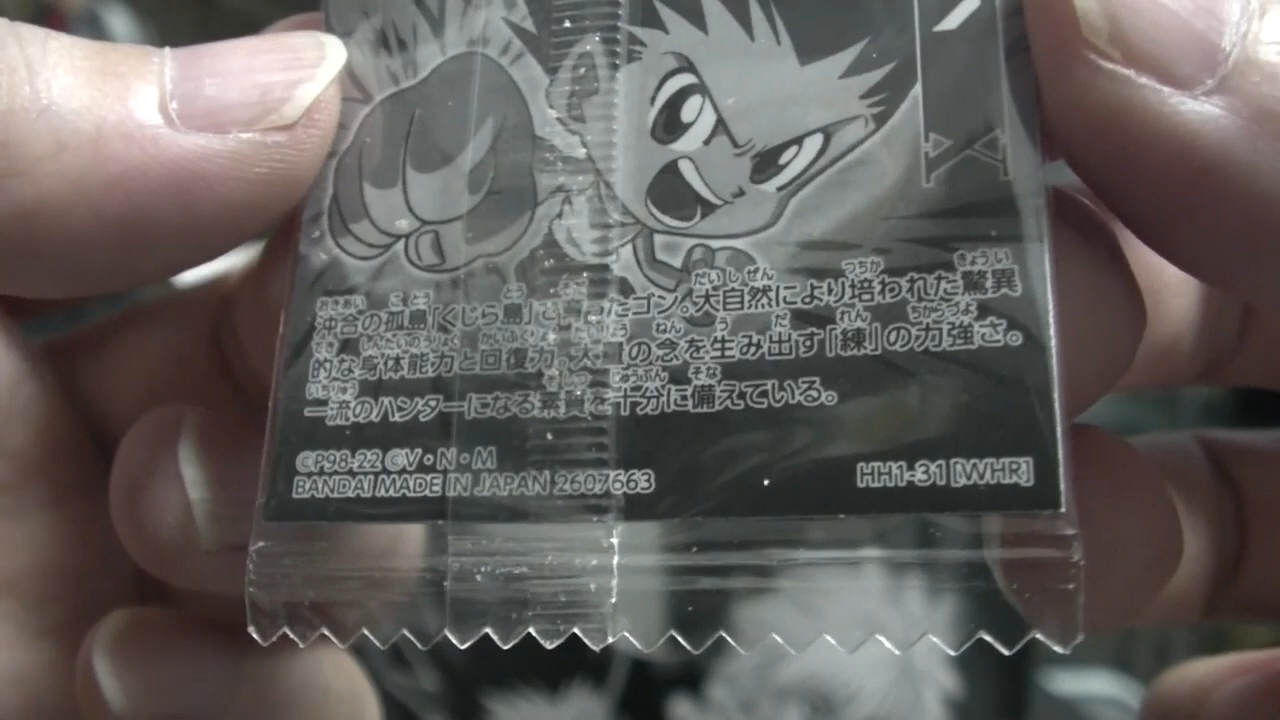 沖合の孤島「くじら島」で たゴン。大自然により培われた驚異
的な身体能力と回復力。大 の念を生み出す「練」の力強さ。
一流のハンターになる素質を十分に備えている。
©P98-22 ©V・N・M
BANDAI MADE IN JAPAN 2607663
HH1-31 [WHR]